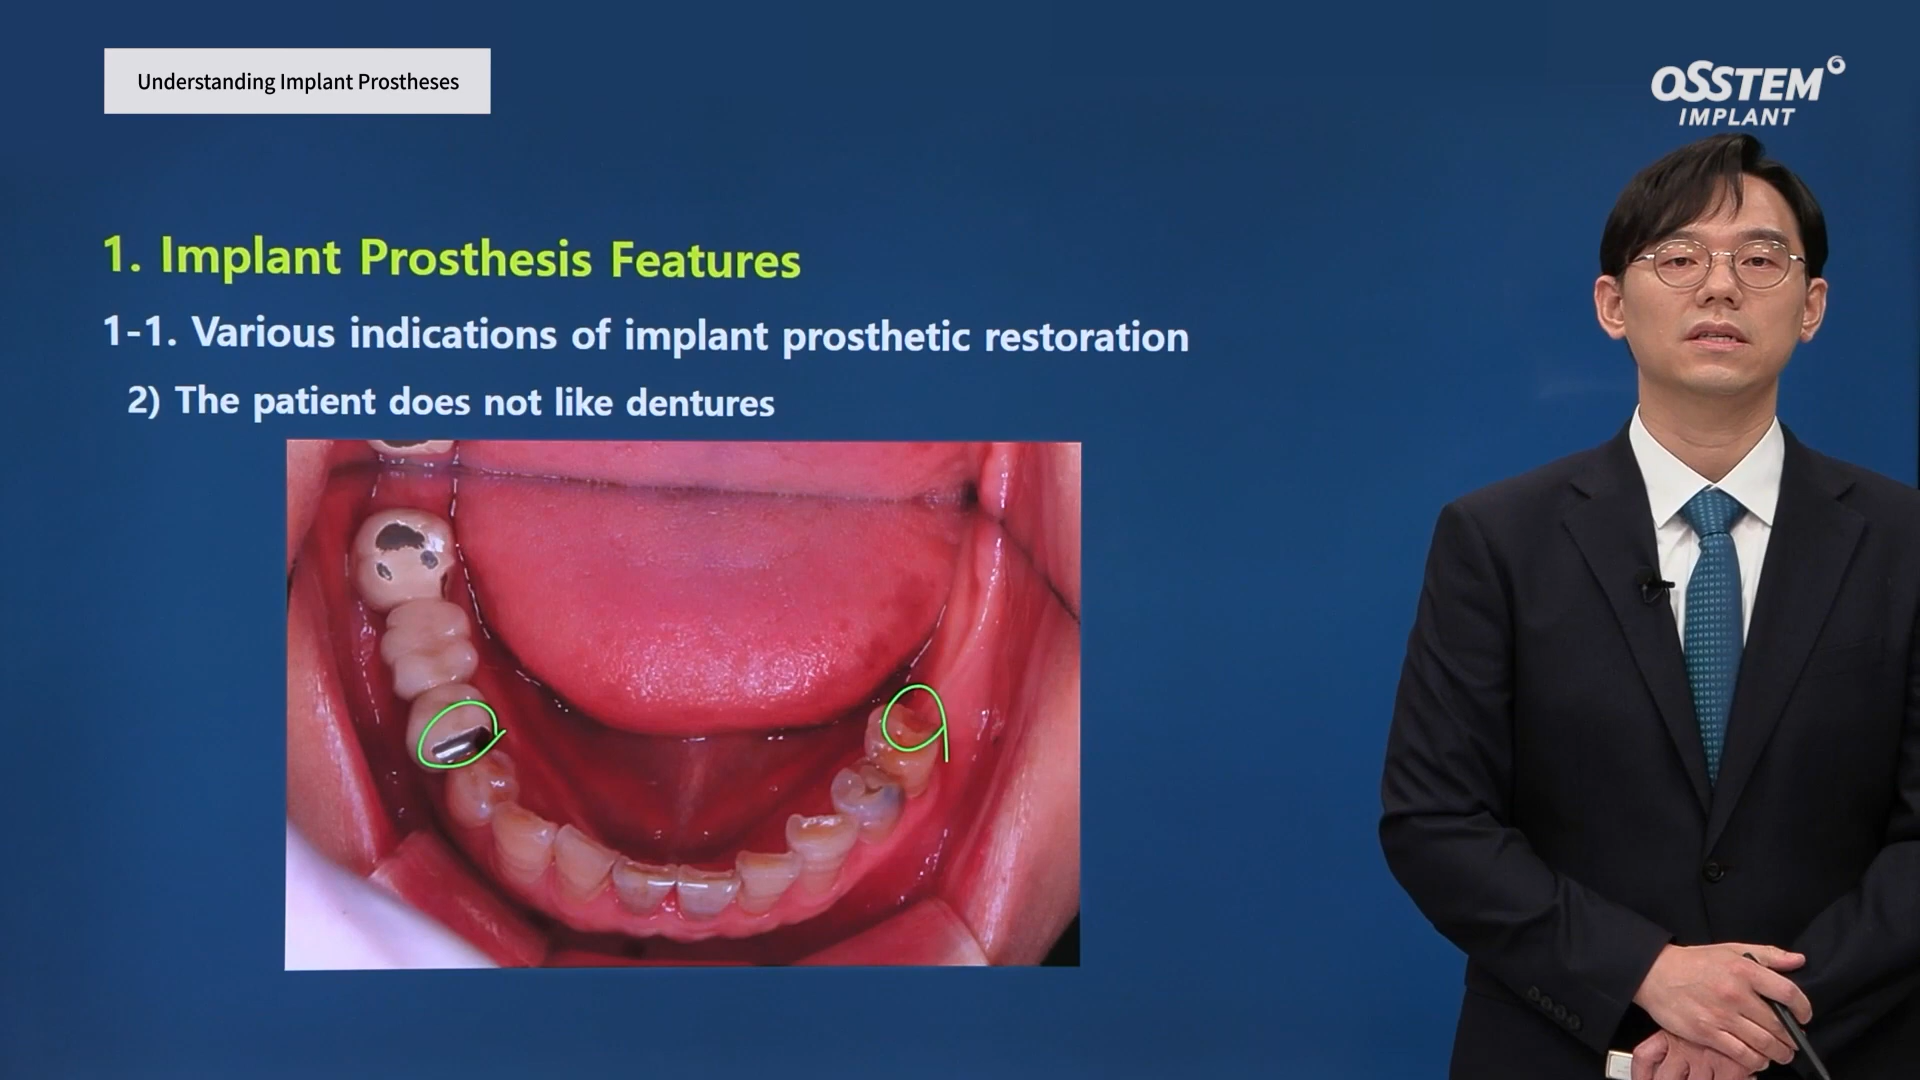 Understanding Implant Prostheses
OSSTEM
IMPLANT
1. Implant Prosthesis Features
1-1. Various indications of implant prosthetic restoration
2) The patient does not like dentures